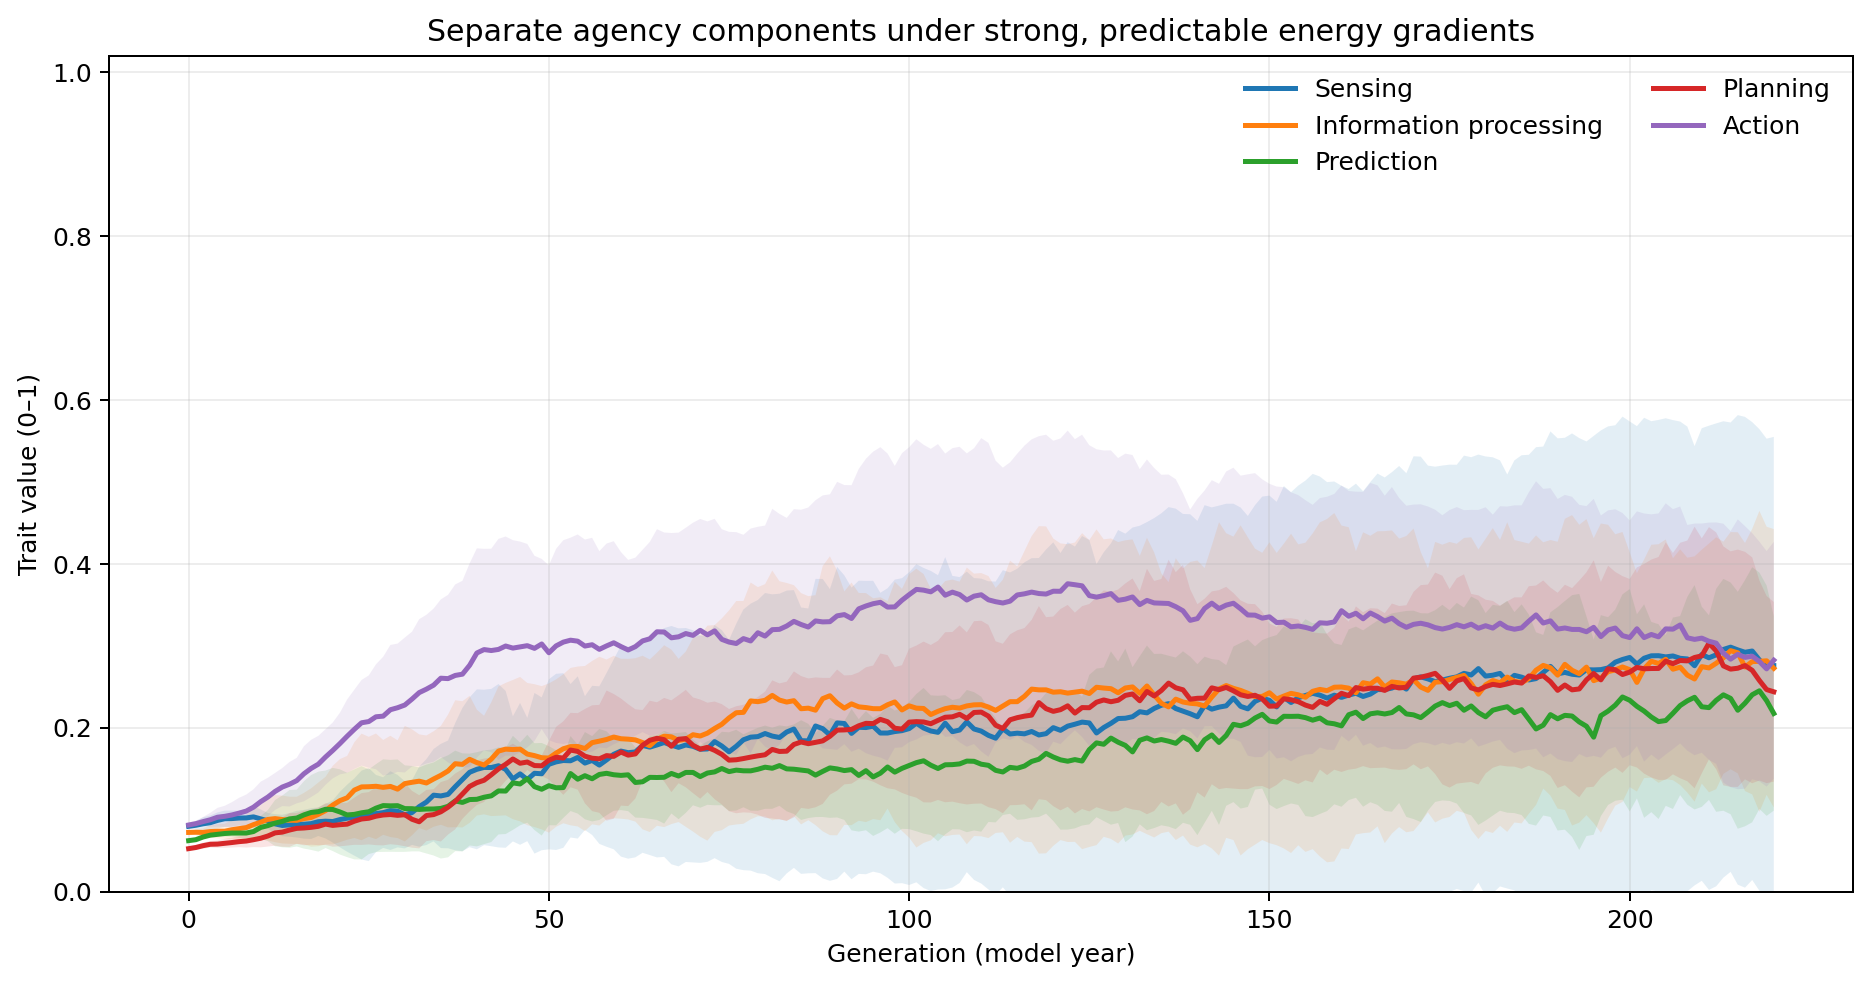 Separate agency components under strong, predictable energy gradients
Sensing
Information processing
Prediction
Planning
Action
Trait value (0–1)
1.0
0.8
0.6
0.4
0.2
0.0
0 50 100 150 200
Generation (model year)